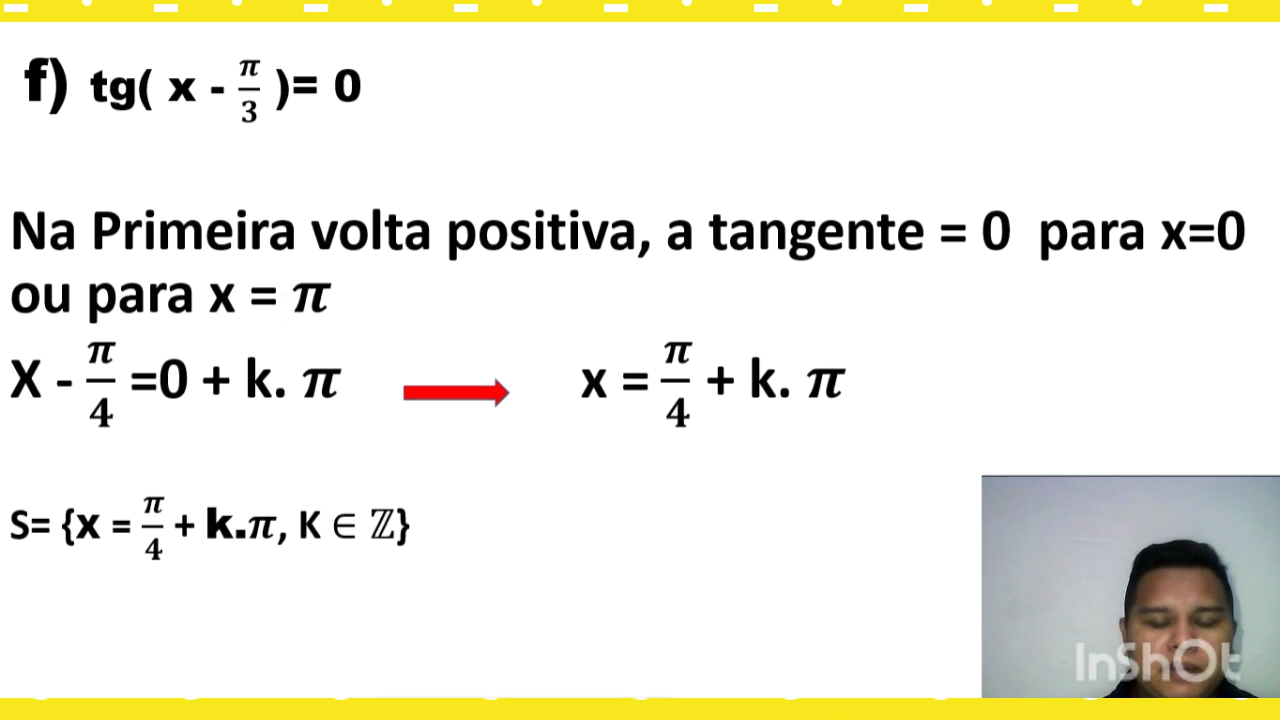 f) tg( x - π/3 )= 0
Na Primeira volta positiva, a tangente = 0 para x=0
ou para x = π
X - π/4 =0 + k. π x = π/4 + k. π
S= {x = π/4 + k.π, K ∈ ℤ}
InShOt